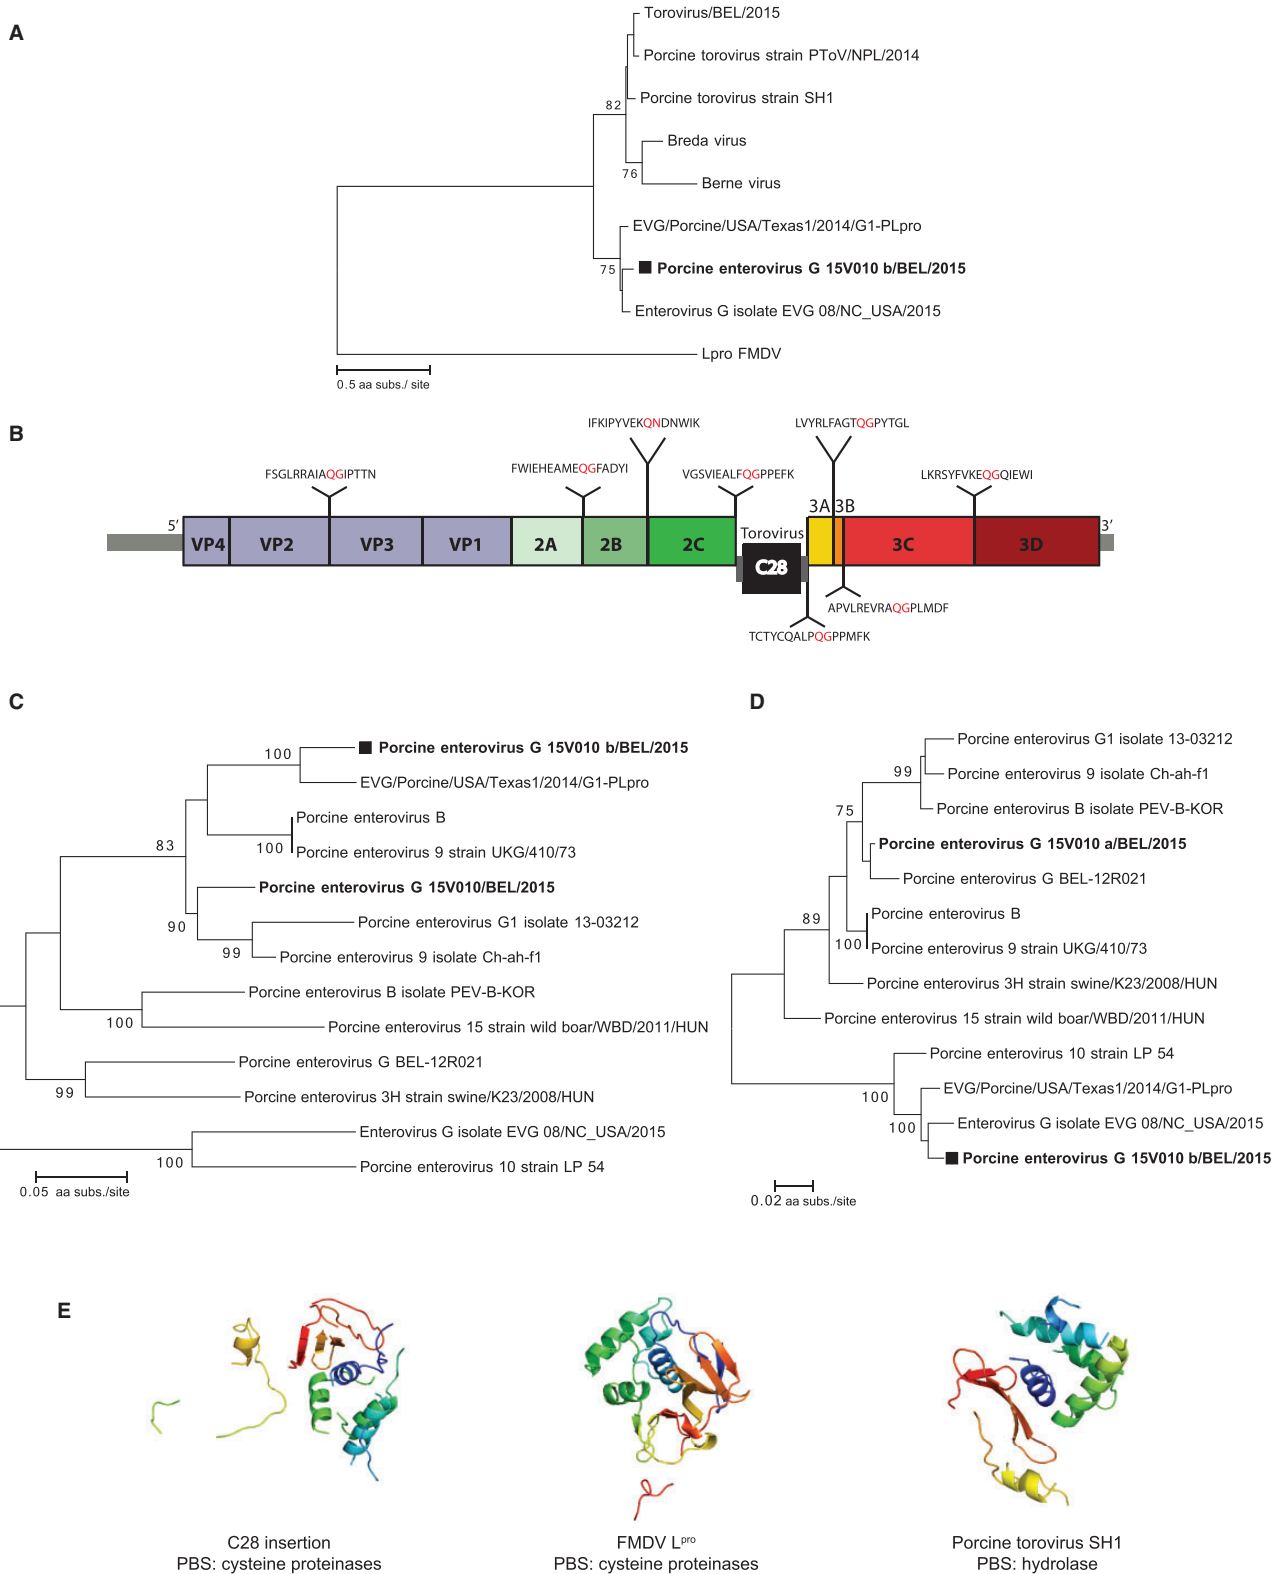 A
Torovirus/BEL/2015
Porcine torovirus strain PToV/NPL/2014
Porcine torovirus strain SH1
82
Breda virus
76
Berne virus
EVG/Porcine/USA/Texas1/2014/G1-PLpro
75
Porcine enterovirus G 15V010 b/BEL/2015
Enterovirus G isolate EVG 08/NC_USA/2015
Lpro FMDV
0.5 aa subs./ site
B
IFKIPYVEKQNDNWIK
LVYRLFAGTQGPYTGL
FSGLRRAIAQGIPTTN
FWIEHEAMEQGFADYI
VGSVIEALFQGPPEFK
LKRSYFVKEQGQIEWI
3A 3B
5’
Torovirus
3’
VP4 VP2 VP3 VP1 2A 2B 2C C28 3C 3D
APVLREVRAQGPLMDF
TCTYCQALPQGPPMFK
C
100
Porcine enterovirus G 15V010 b/BEL/2015
EVG/Porcine/USA/Texas1/2014/G1-PLpro
Porcine enterovirus B
83
100
Porcine enterovirus 9 strain UKG/410/73
Porcine enterovirus G 15V010/BEL/2015
90
Porcine enterovirus G1 isolate 13-03212
99
Porcine enterovirus 9 isolate Ch-ah-f1
Porcine enterovirus B isolate PEV-B-KOR
100
Porcine enterovirus 15 strain wild boar/WBD/2011/HUN
Porcine enterovirus G BEL-12R021
99
Porcine enterovirus 3H strain swine/K23/2008/HUN
Enterovirus G isolate EVG 08/NC_USA/2015
100
Porcine enterovirus 10 strain LP 54
0.05 aa subs./site
D
Porcine enterovirus G1 isolate 13-03212
99
Porcine enterovirus 9 isolate Ch-ah-f1
75
Porcine enterovirus B isolate PEV-B-KOR
Porcine enterovirus G 15V010 a/BEL/2015
Porcine enterovirus G BEL-12R021
89
Porcine enterovirus B
100
Porcine enterovirus 9 strain UKG/410/73
Porcine enterovirus 3H strain swine/K23/2008/HUN
Porcine enterovirus 15 strain wild boar/WBD/2011/HUN
Porcine enterovirus 10 strain LP 54
100
EVG/Porcine/USA/Texas1/2014/G1-PLpro
100
Enterovirus G isolate EVG 08/NC_USA/2015
Porcine enterovirus G 15V010 b/BEL/2015
0.02 aa subs./site
E
C28 insertion
PBS: cysteine proteinases
FMDV Lpro
PBS: cysteine proteinases
Porcine torovirus SH1
PBS: hydrolase